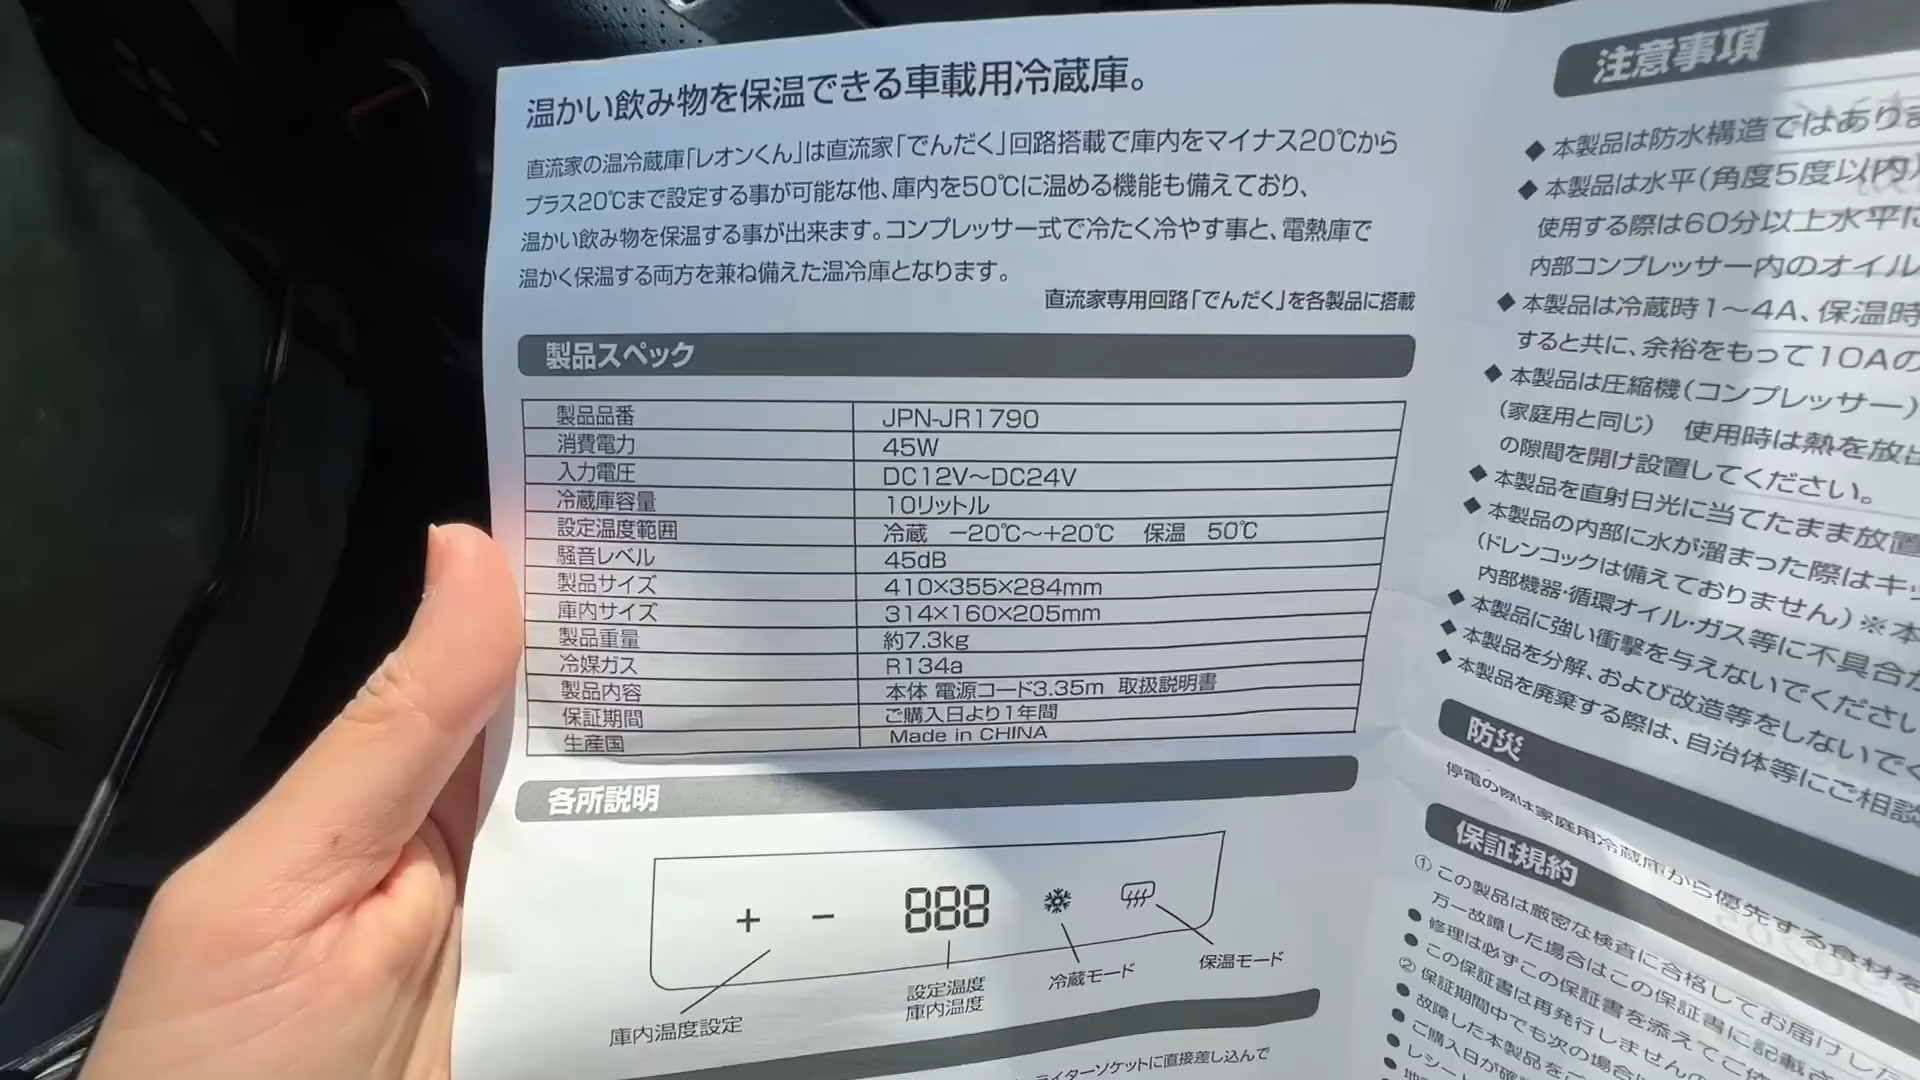 温かい飲み物を保温できる車載用冷蔵庫。
直流家の温冷蔵庫「レオンくん」は直流家「でんだく」回路搭載で庫内をマイナス20℃から
プラス20℃まで設定する事が可能な他、庫内を50℃に温める機能も備えており、
温かい飲み物を保温する事が出来ます。コンプレッサー式で冷たく冷やす事と、電熱庫で
温かく保温する両方を兼ね備えた温冷庫となります。
直流家専用回路「でんだく」を各製品に搭載
製品スペック
製品品番 JPN-JR1790
消費電力 45W
入力電圧 DC12V～DC24V
冷蔵庫容量 10リットル
設定温度範囲 冷蔵 －20℃～+20℃ 保温 50℃
騒音レベル 45dB
製品サイズ 410×355×284mm
庫内サイズ 314×160×205mm
製品重量 約7.3kg
冷媒ガス R134a
製品内容 本体 電源コード3.35m 取扱説明書
保証期間 ご購入日より1年間
生産国 Made in CHINA
各所説明
+ − 888
庫内温度設定
設定温度
庫内温度
冷蔵モード
保温モード
ライターソケットに直接差し込んで
注意事項
◆ 本製品は防水構造ではあり
◆ 本製品は水平(角度5度以内)
使用する際は60分以上水平に
内部コンプレッサー内のオイル
◆ 本製品は冷蔵時1～4A、保温時
すると共に、余裕をもって10Aの
◆ 本製品は圧縮機(コンプレッサー)
(家庭用と同じ) 使用時は熱を放出
の隙間を開け設置してください。
◆ 本製品を直射日光に当てたまま放置
◆ 本製品の内部に水が溜まった際はキッ
(ドレンコックは備えておりません)※本
内部機器・循環オイル・ガス等に不具合が
◆ 本製品に強い衝撃を与えないでください
◆ 本製品を分解、および改造等をしないでく
◆ 本製品を廃棄する際は、自治体等にご相談
防災
停電の際は家庭用冷蔵庫から優先する食材を
保証規約
① この製品は厳密な検査に合格してお届けした
万一故障した場合はこの保証書に記載
● 修理は必ずこの保証書を添えてご依
● この保証書は再発行しませんの
② 保証期間中でも次の場合
● 故障した本製品をご
● ご購入日が確
● レシート